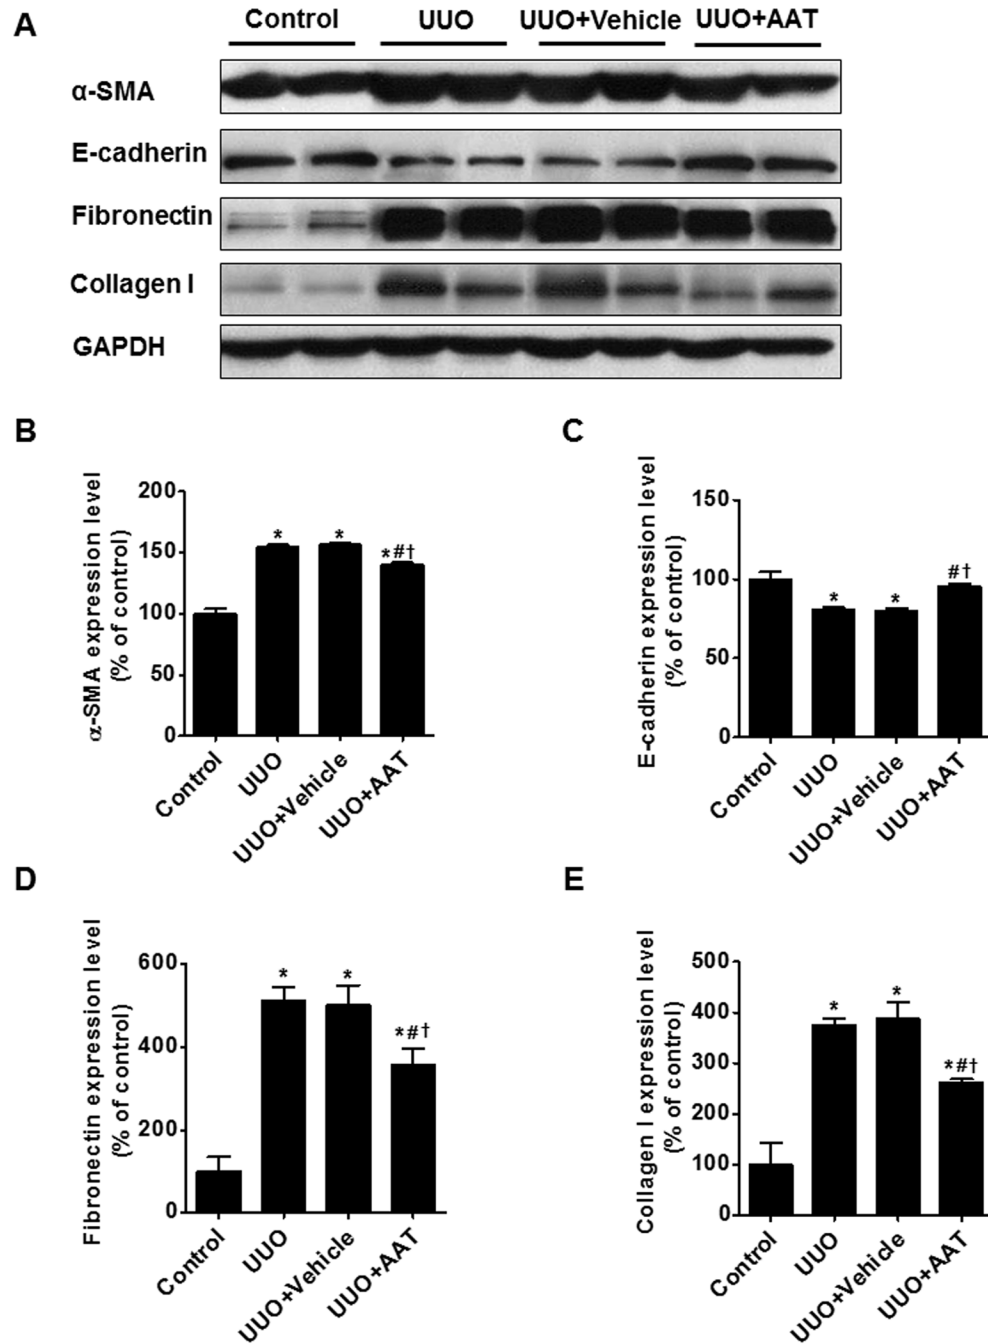 A
Control UUO UUO+Vehicle UUO+AAT
α-SMA
E-cadherin
Fibronectin
Collagen I
GAPDH
B
α-SMA expression level
(% of control)
200
150
100
50
0
* * *#†
Control UUO UUO+Vehicle UUO+AAT
C
E-cadherin expression level
(% of control)
150
100
50
0
* * #†
Control UUO UUO+Vehicle UUO+AAT
D
Fibronectin expression level
(% of control)
600
400
200
0
* * *#†
Control UUO UUO+Vehicle UUO+AAT
E
Collagen I expression level
(% of control)
500
400
300
200
100
0
* * *#†
Control UUO UUO+Vehicle UUO+AAT